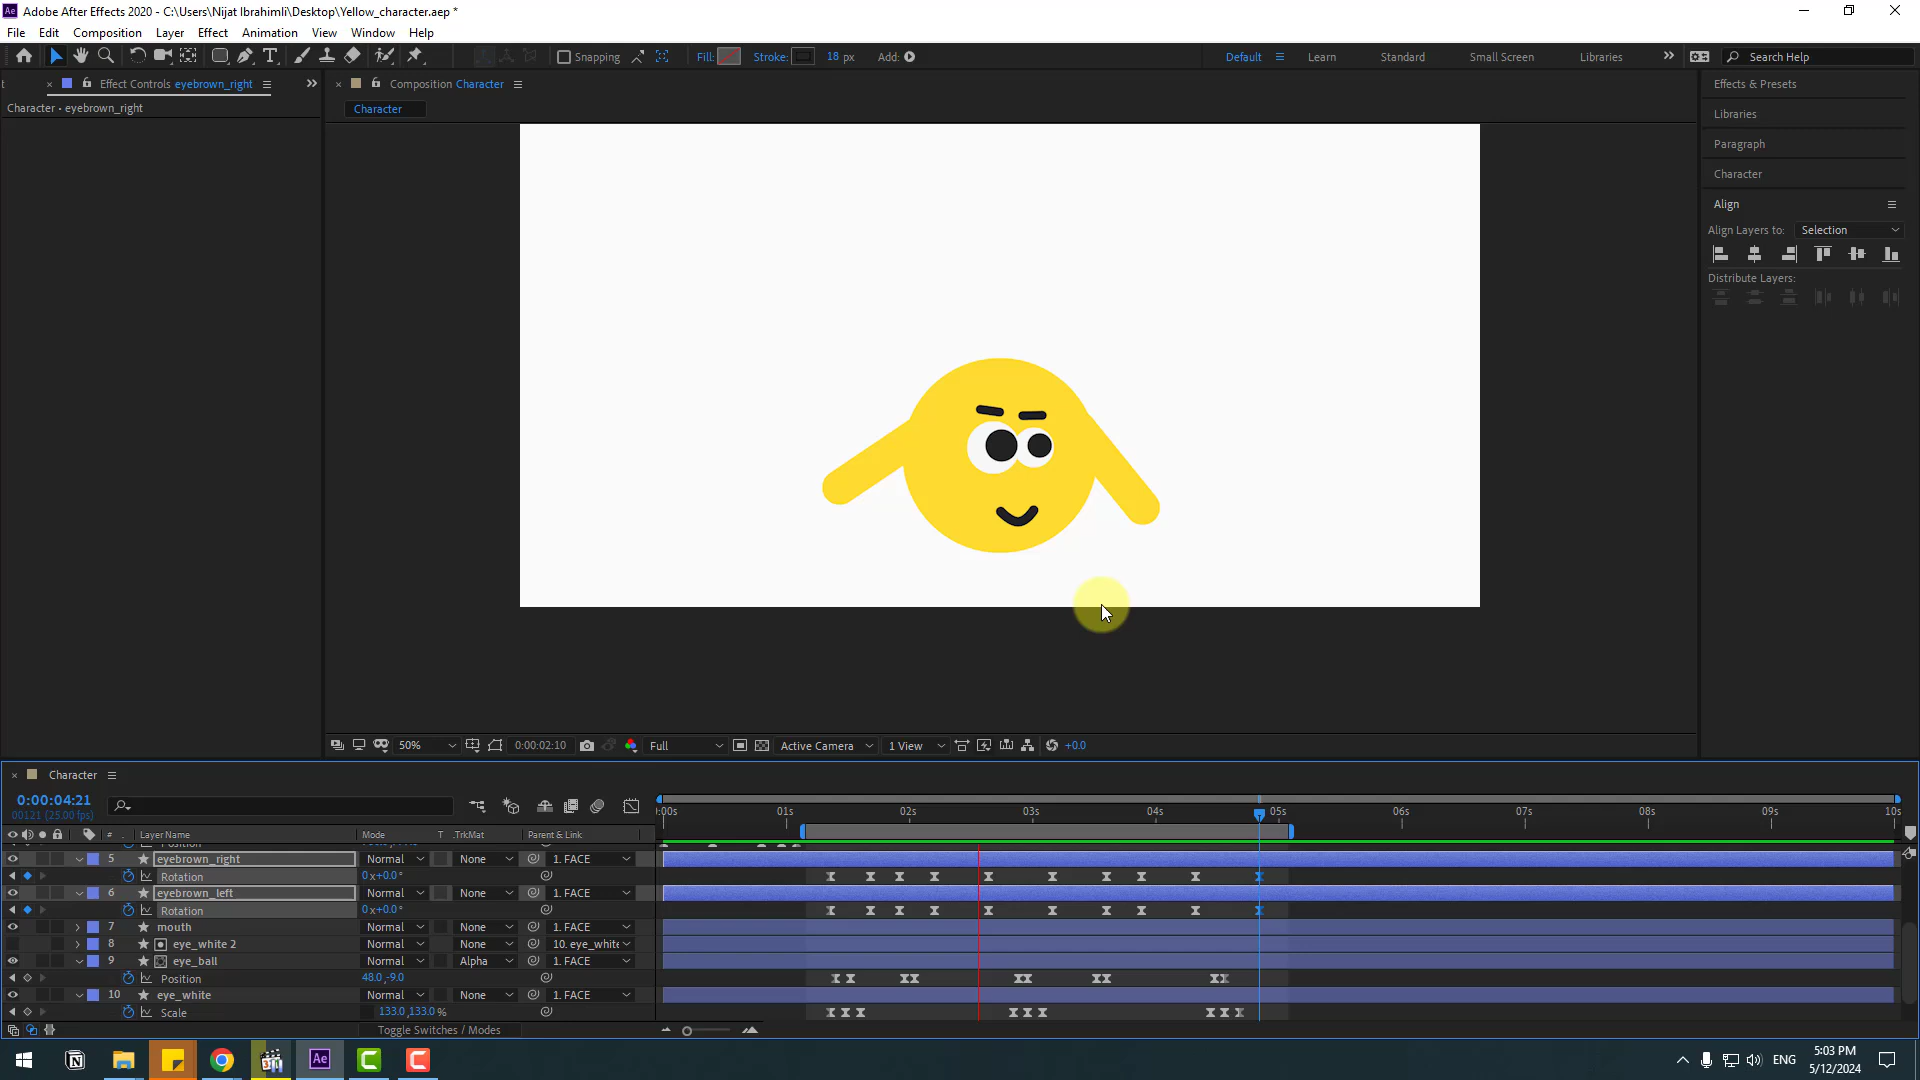 Ae Adobe After Effects 2020 - C:\Users\Nijat Ibrahimli\Desktop\Yellow_character.aep *
File Edit Composition Layer Effect Animation View Window Help
Snapping Fill: Stroke: 18 px Add: Default Learn Standard Small Screen Libraries Search Help
Effect Controls eyebrown_right
Character • eyebrown_right
Composition Character
Character
Effects & Presets
Libraries
Paragraph
Character
Align
Align Layers to: Selection
Distribute Layers:
50% 0:00:02:10 Full Active Camera 1 View +0.0
Character
0:00:04:21
00121 (25.00 fps)
:00s 01s 02s 03s 04s 05s 06s 07s 08s 09s 10s
# Layer Name Mode T .TrkMat Parent & Link
5 eyebrown_right Normal None 1. FACE
Rotation 0x+0.0°
6 eyebrown_left Normal None 1. FACE
Rotation 0x+0.0°
7 mouth Normal None 1. FACE
8 eye_white 2 Normal None 10. eye_white
9 eye_ball Normal Alpha 1. FACE
Position 48.0,-9.0
10 eye_white Normal None 1. FACE
Scale 133.0,133.0%
Toggle Switches / Modes
Ae ENG 5:03 PM
5/12/2024